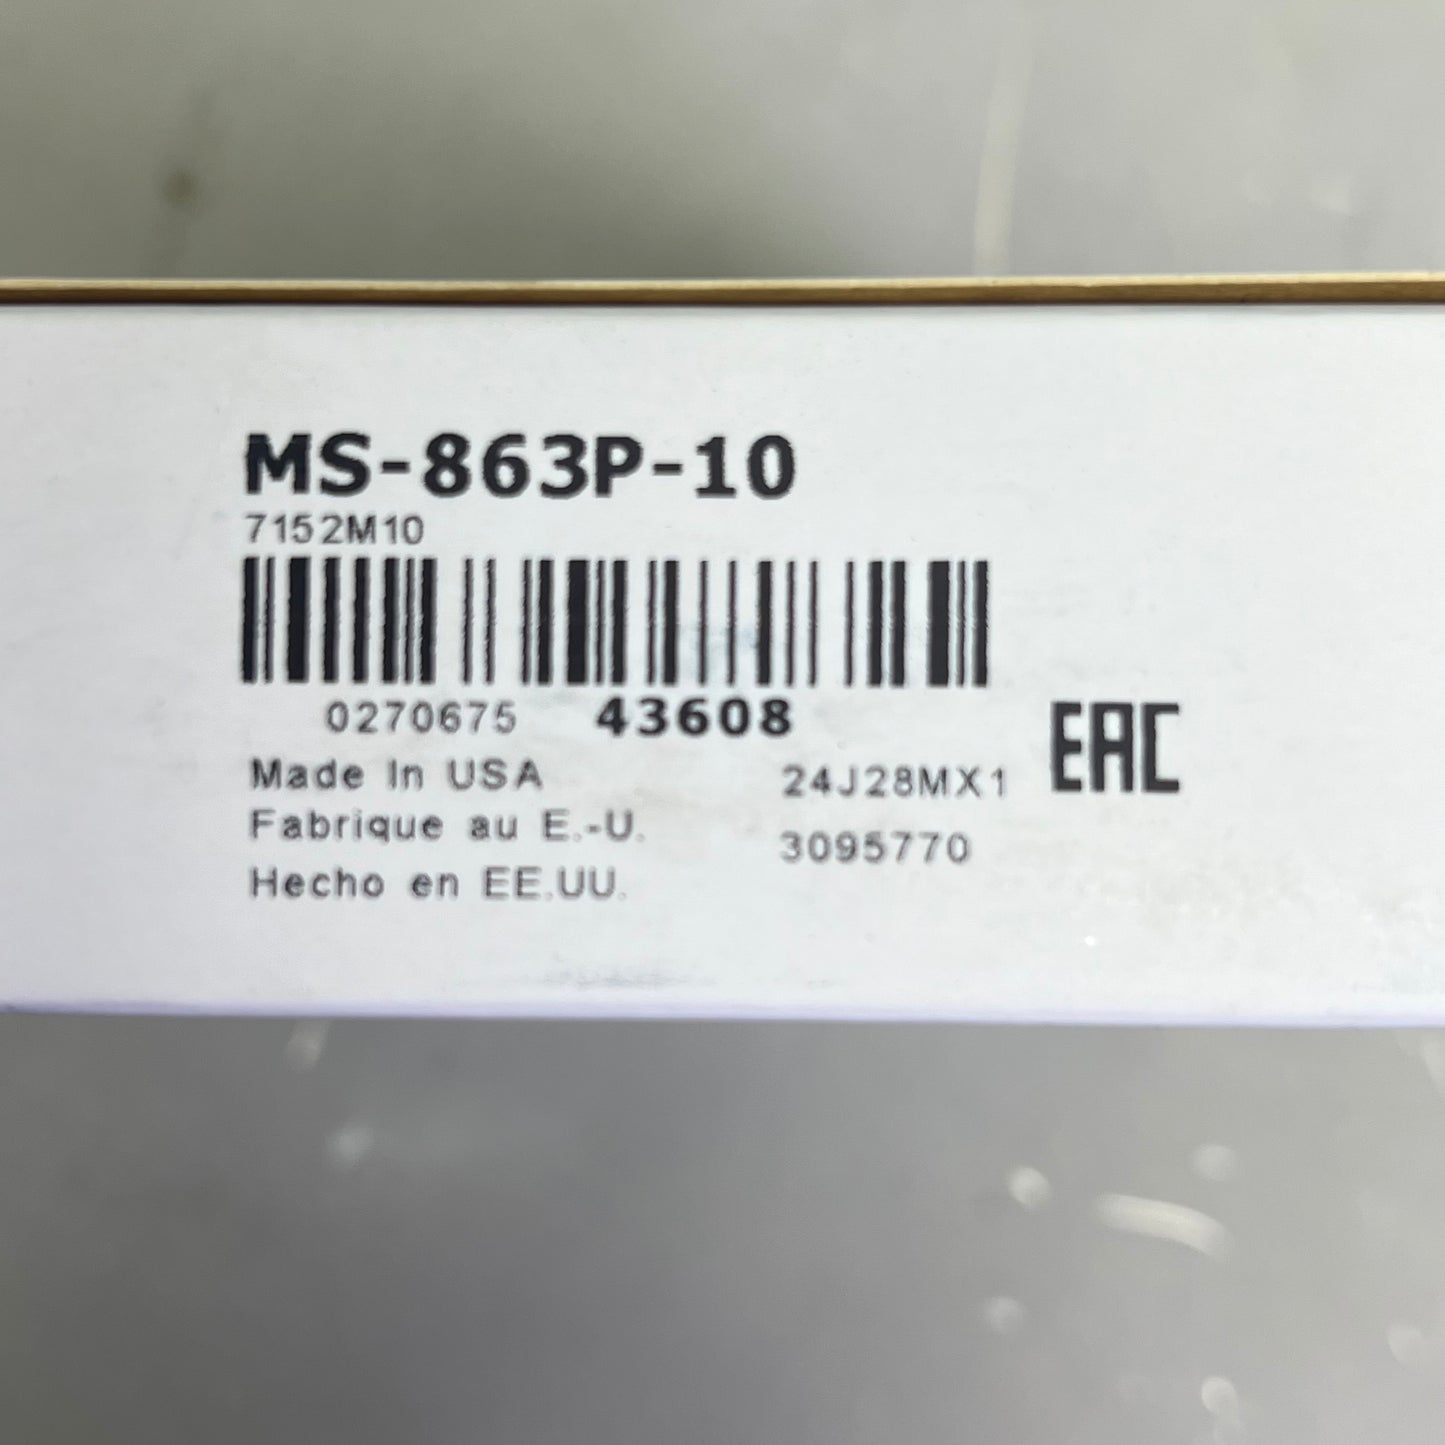 MS-863P-10
7152M10
0270675 43608
Made In USA
Fabrique au E.-U.
Hecho en EE.UU.
24J28MX1
3095770
EAC